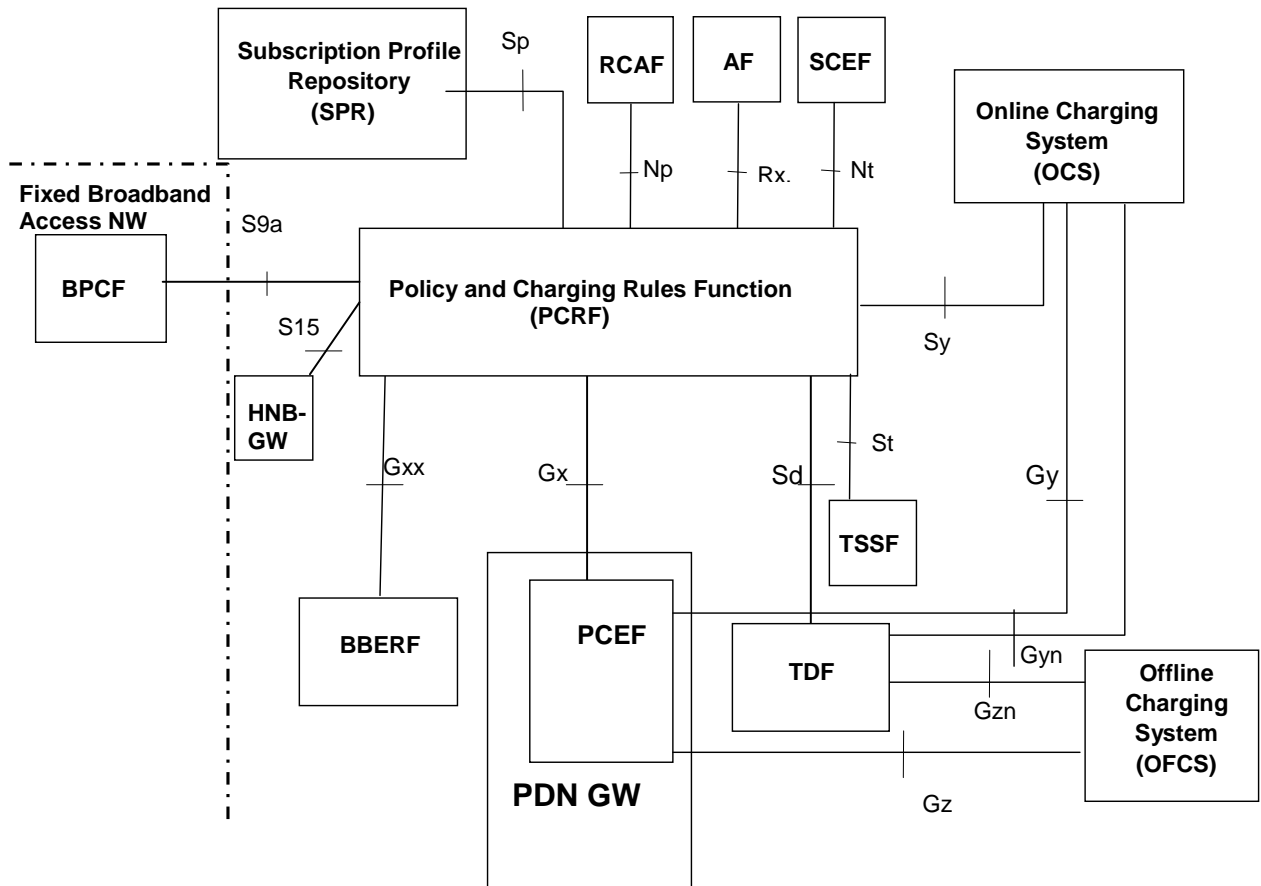 Subscription Profile
Repository
(SPR)
Sp
RCAF
AF
SCEF
Online Charging
System
(OCS)
Np
Rx.
Nt
Fixed Broadband
Access NW
S9a
BPCF
Policy and Charging Rules Function
(PCRF)
S15
Sy
HNB-
GW
Gxx
Gx
Sd
St
Gy
TSSF
PCEF
BBERF
TDF
Gyn
Gzn
Offline
Charging
System
(OFCS)
PDN GW
Gz